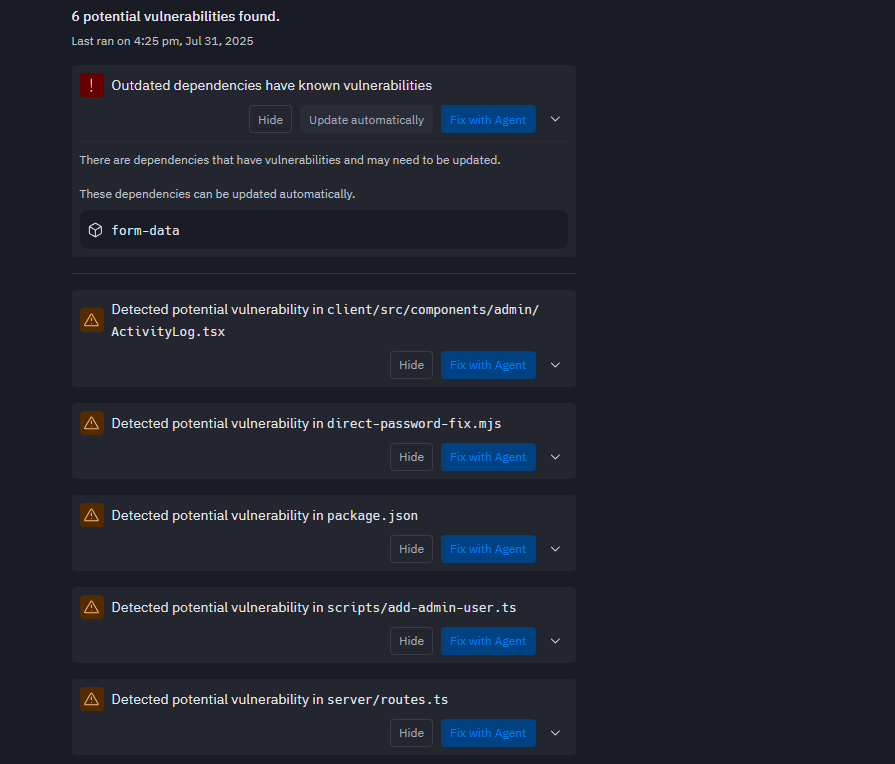 6 potential vulnerabilities found.
Last ran on 4:25 pm, Jul 31, 2025
Outdated dependencies have known vulnerabilities
Hide Update automatically Fix with Agent
There are dependencies that have vulnerabilities and may need to be updated.
These dependencies can be updated automatically.
form-data
Detected potential vulnerability in client/src/components/admin/
ActivityLog.tsx
Hide Fix with Agent
Detected potential vulnerability in direct-password-fix.mjs
Hide Fix with Agent
Detected potential vulnerability in package.json
Hide Fix with Agent
Detected potential vulnerability in scripts/add-admin-user.ts
Hide Fix with Agent
Detected potential vulnerability in server/routes.ts
Hide Fix with Agent